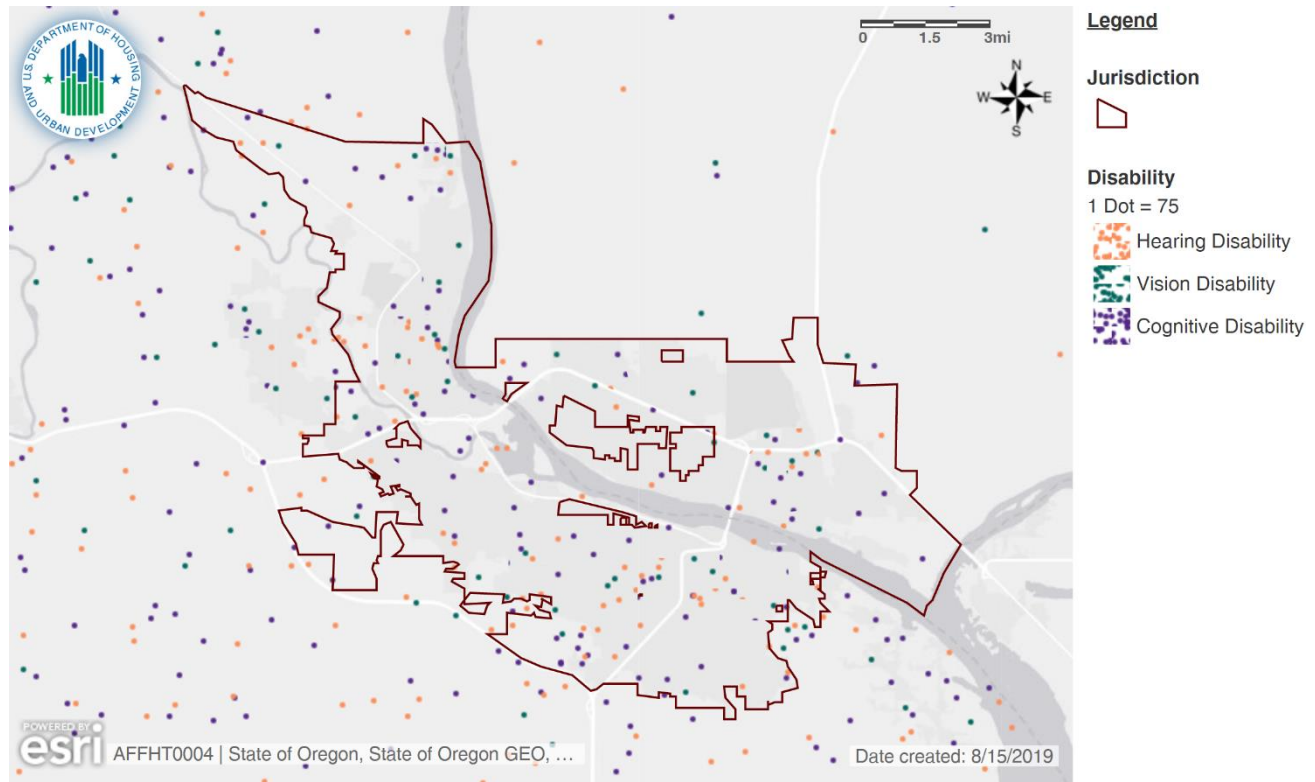 U.S. DEPARTMENT OF HOUSING
AND URBAN DEVELOPMENT
0 1.5 3mi
N
W E
S
Legend
Jurisdiction
Disability
1 Dot = 75
Hearing Disability
Vision Disability
Cognitive Disability
POWERED BY
esri
AFFHT0004 | State of Oregon, State of Oregon GEO, ...
Date created: 8/15/2019